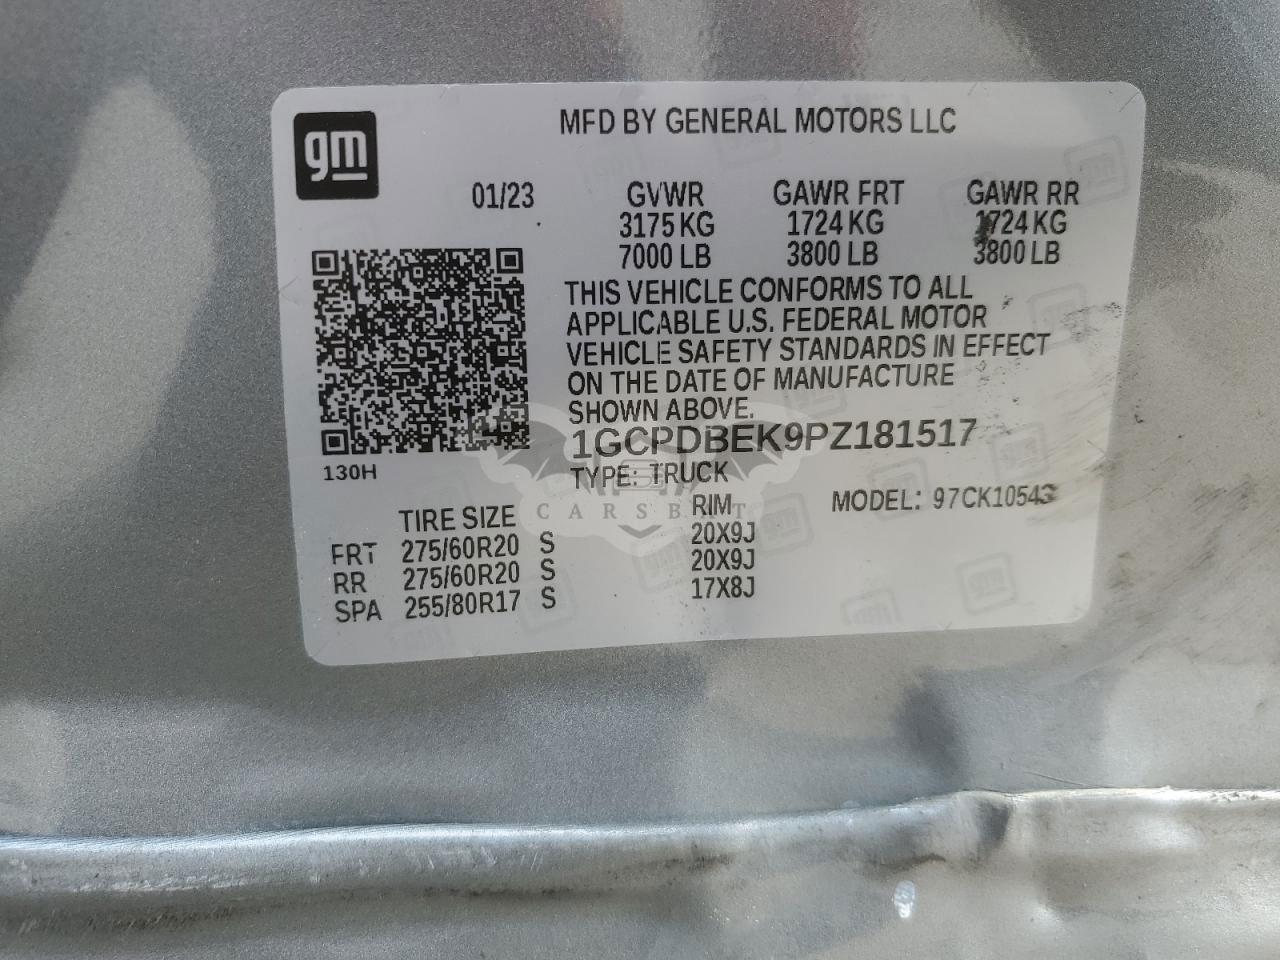 gm
MFD BY GENERAL MOTORS LLC
01/23 GVWR GAWR FRT GAWR RR
3175 KG 1724 KG 1724 KG
7000 LB 3800 LB 3800 LB
THIS VEHICLE CONFORMS TO ALL
APPLICABLE U.S. FEDERAL MOTOR
VEHICLE SAFETY STANDARDS IN EFFECT
ON THE DATE OF MANUFACTURE
SHOWN ABOVE.
1GCPDBEK9PZ181517
130H
TYPE: TRUCK
MODEL: 97CK10543
CARSBAT
TIRE SIZE RIM
FRT 275/60R20 S 20X9J
RR 275/60R20 S 20X9J
SPA 255/80R17 S 17X8J